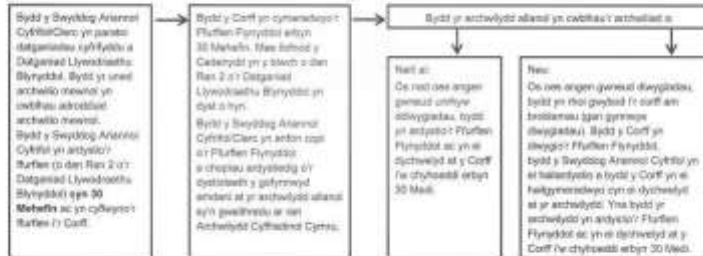 Bydd y Swyddog Ariannol
Cyfrifol/Clerc yn paratoi
datganiadau cyfrifyddu a
Datganiad Llywodraethu
Blynyddol. Bydd yr uned
archwilio mewnol yn
cwblhau adroddiad
archwilio mewnol.
Bydd y Swyddog Ariannol
Cyfrifol yn ardystio'r
ffurflen (o dan Ran 2 o'r
Datganiad Llywodraethu
Blynyddol) cyn 30
Mehefin ac yn cyflwyno'r
ffurflen i'r Corff.
Bydd y Corff yn cymeradwyo'r
Ffurflen Flynyddol erbyn
30 Mehefin. Mae llofnod y
Cadeirydd yn y blwch o dan
Ran 2 o'r Datganiad
Llywodraethu Blynyddol yn
dyst o hyn.
Bydd y Swyddog Ariannol
Cyfrifol/Clerc yn anfon copi
o'r Ffurflen Flynyddol
a chopïau ardystiedig o'r
dystiolaeth y gofynnwyd
amdani at yr archwilydd allanol
sy'n gweithredu ar ran
Archwilydd Cyffredinol Cymru.
Bydd yr archwilydd allanol yn cwblhau'r archwiliad a:
Naill ai:
Os nad oes angen
gwneud unrhyw
ddiwygiadau, bydd
yn ardystio'r Ffurflen
Flynyddol ac yn ei
dychwelyd at y Corff
i'w chyhoeddi erbyn
30 Medi.
Neu:
Os oes angen gwneud diwygiadau,
bydd yn rhoi gwybod i'r corff am
broblemau (gan gynnwys
diwygiadau). Bydd y Corff yn
diwygio'r Ffurflen Flynyddol,
bydd y Swyddog Ariannol Cyfrifol yn
ei hailardystio a bydd y Corff yn ei
hailgymeradwyo cyn ei dychwelyd
at yr archwilydd. Yna bydd yr
archwilydd yn ardystio'r Ffurflen
Flynyddol ac yn ei dychwelyd at y
Corff i'w chyhoeddi erbyn 30 Medi.